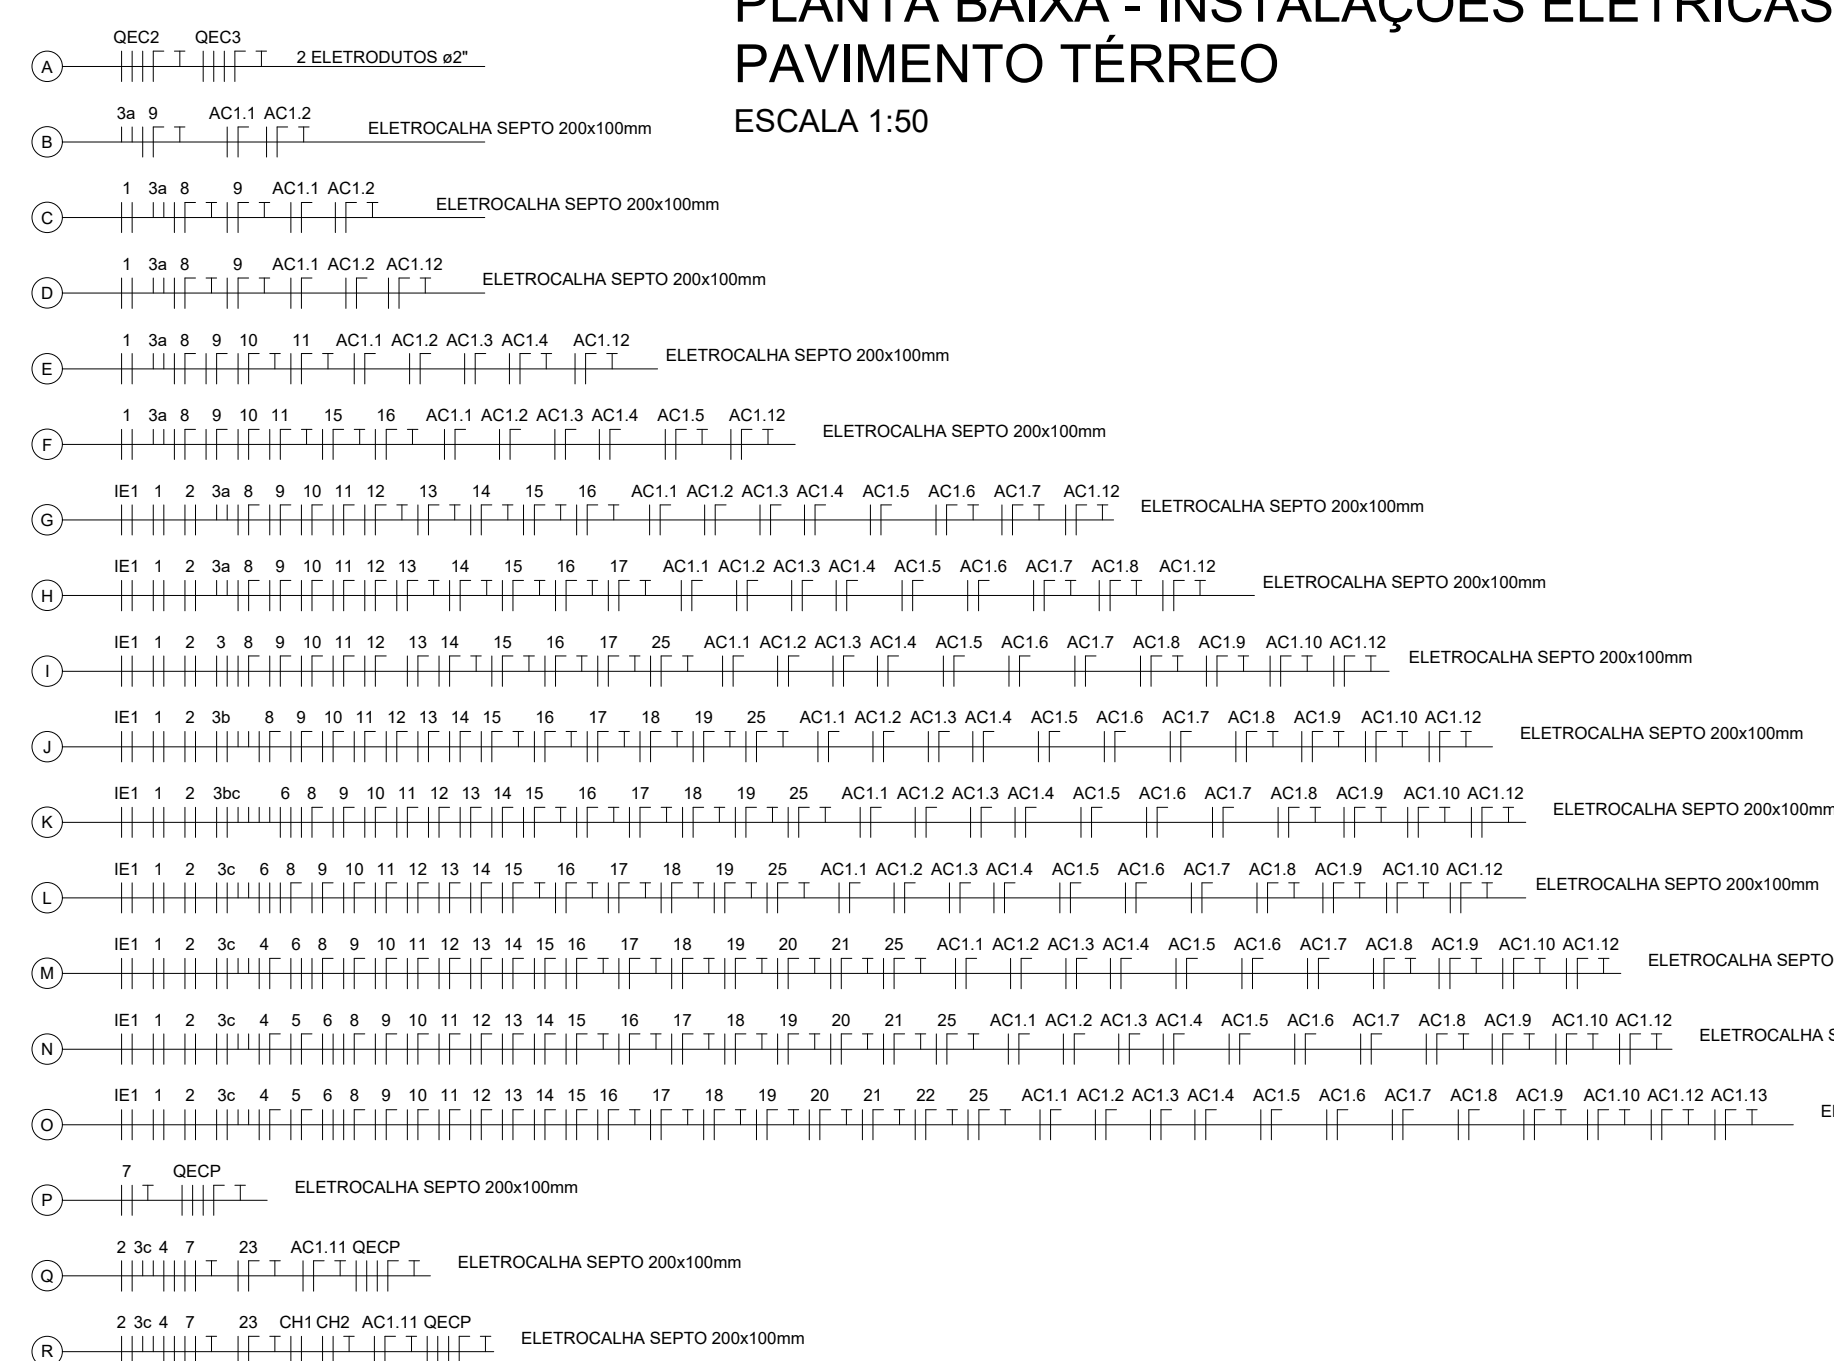 PLANTA BAIXA - INSTALAÇÕES ELÉTRICAS
PAVIMENTO TÉRREO
ESCALA 1:50
A QEC2 QEC3 2 ELETRODUTOS ø2"
B 3a 9 AC1.1 AC1.2 ELETROCALHA SEPTO 200x100mm
C 1 3a 8 9 AC1.1 AC1.2 ELETROCALHA SEPTO 200x100mm
D 1 3a 8 9 AC1.1 AC1.2 AC1.12 ELETROCALHA SEPTO 200x100mm
E 1 3a 8 9 10 11 AC1.1 AC1.2 AC1.3 AC1.4 AC1.12 ELETROCALHA SEPTO 200x100mm
F 1 3a 8 9 10 11 15 16 AC1.1 AC1.2 AC1.3 AC1.4 AC1.5 AC1.12 ELETROCALHA SEPTO 200x100mm
G IE1 1 2 3a 8 9 10 11 12 13 14 15 16 AC1.1 AC1.2 AC1.3 AC1.4 AC1.5 AC1.6 AC1.7 AC1.12 ELETROCALHA SEPTO 200x100mm
H IE1 1 2 3a 8 9 10 11 12 13 14 15 16 17 AC1.1 AC1.2 AC1.3 AC1.4 AC1.5 AC1.6 AC1.7 AC1.8 AC1.12 ELETROCALHA SEPTO 200x100mm
I IE1 1 2 3 8 9 10 11 12 13 14 15 16 17 25 AC1.1 AC1.2 AC1.3 AC1.4 AC1.5 AC1.6 AC1.7 AC1.8 AC1.9 AC1.10 AC1.12 ELETROCALHA SEPTO 200x100mm
J IE1 1 2 3b 8 9 10 11 12 13 14 15 16 17 18 19 25 AC1.1 AC1.2 AC1.3 AC1.4 AC1.5 AC1.6 AC1.7 AC1.8 AC1.9 AC1.10 AC1.12 ELETROCALHA SEPTO 200x100mm
K IE1 1 2 3bc 6 8 9 10 11 12 13 14 15 16 17 18 19 25 AC1.1 AC1.2 AC1.3 AC1.4 AC1.5 AC1.6 AC1.7 AC1.8 AC1.9 AC1.10 AC1.12 ELETROCALHA SEPTO 200x100mm
L IE1 1 2 3c 6 8 9 10 11 12 13 14 15 16 17 18 19 25 AC1.1 AC1.2 AC1.3 AC1.4 AC1.5 AC1.6 AC1.7 AC1.8 AC1.9 AC1.10 AC1.12 ELETROCALHA SEPTO 200x100mm
M IE1 1 2 3c 4 6 8 9 10 11 12 13 14 15 16 17 18 19 20 21 25 AC1.1 AC1.2 AC1.3 AC1.4 AC1.5 AC1.6 AC1.7 AC1.8 AC1.9 AC1.10 AC1.12 ELETROCALHA SEPTO
N IE1 1 2 3c 4 5 6 8 9 10 11 12 13 14 15 16 17 18 19 20 21 25 AC1.1 AC1.2 AC1.3 AC1.4 AC1.5 AC1.6 AC1.7 AC1.8 AC1.9 AC1.10 AC1.12 ELETROCALHA
O IE1 1 2 3c 4 5 6 8 9 10 11 12 13 14 15 16 17 18 19 20 21 22 25 AC1.1 AC1.2 AC1.3 AC1.4 AC1.5 AC1.6 AC1.7 AC1.8 AC1.9 AC1.10 AC1.12 AC1.13
P 7 QECP ELETROCALHA SEPTO 200x100mm
Q 2 3c 4 7 23 AC1.11 QECP ELETROCALHA SEPTO 200x100mm
R 2 3c 4 7 23 CH1 CH2 AC1.11 QECP ELETROCALHA SEPTO 200x100mm